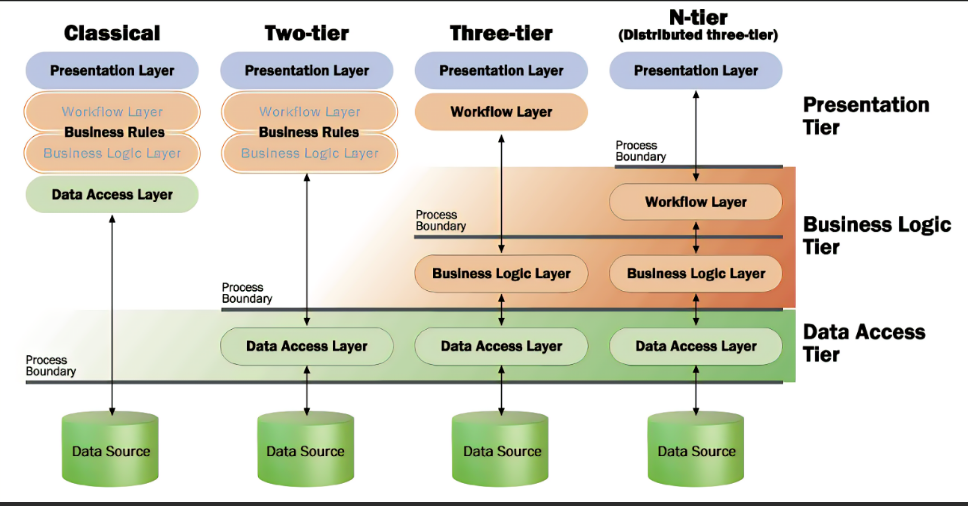 Classical
Two-tier
Three-tier
N-tier
(Distributed three-tier)
Presentation Layer
Presentation Layer
Presentation Layer
Presentation Layer
Presentation
Tier
Workflow Layer
Business Rules
Business Logic Layer
Workflow Layer
Business Rules
Business Logic Layer
Workflow Layer
Process
Boundary
Data Access Layer
Workflow Layer
Business Logic
Tier
Process
Boundary
Business Logic Layer
Business Logic Layer
Process
Boundary
Data Access Layer
Data Access Layer
Data Access Layer
Data Access
Tier
Process
Boundary
Data Source
Data Source
Data Source
Data Source